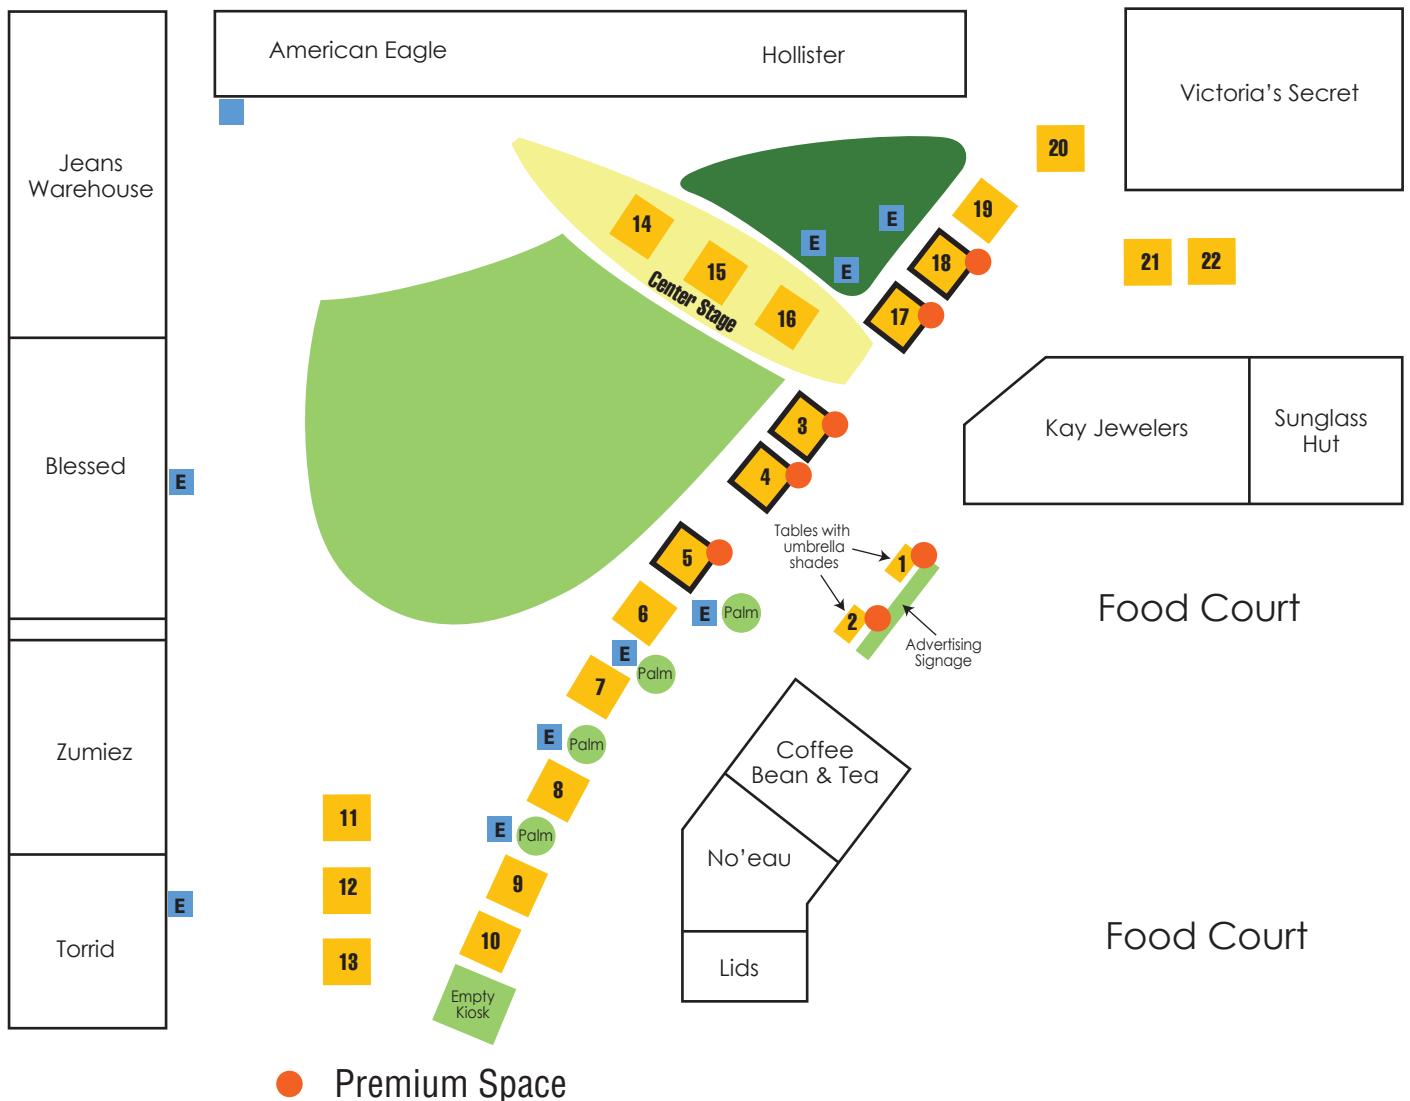 American Eagle
Hollister
Victoria's Secret
Jeans
Warehouse
20
19
14
E
E
18
15
E
21
22
Center Stage
16
17
3
Kay Jewelers
Sunglass
Hut
Blessed
E
4
Tables with
umbrella
shades
5
1
6
E
Palm
2
Food Court
Advertising
Signage
E
Palm
7
Zumiez
E
Palm
Coffee
Bean & Tea
8
11
E
Palm
No'eau
9
12
E
10
Food Court
Torrid
13
Lids
Empty
Kiosk
Premium Space